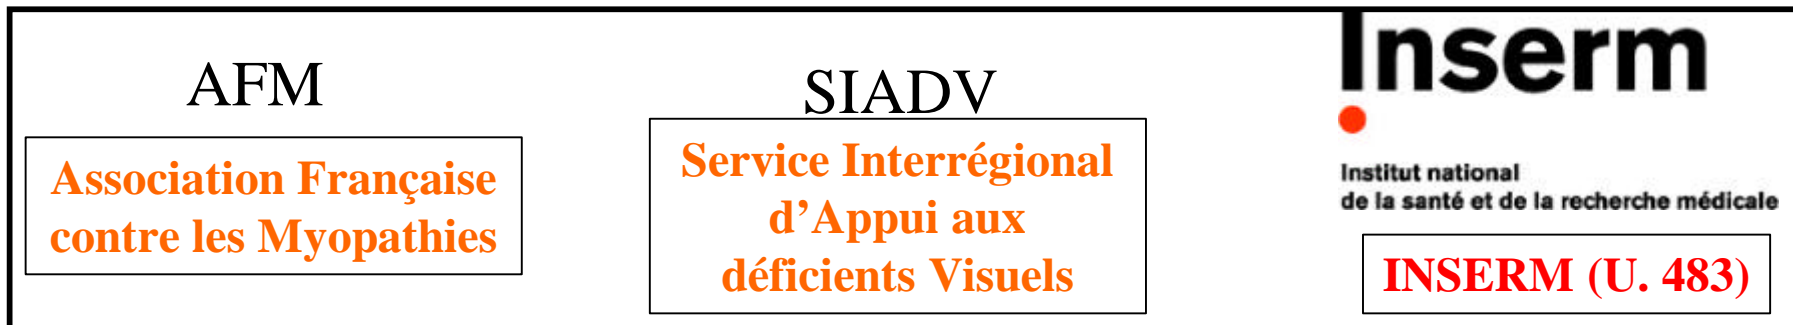 AFM
Association Française
contre les Myopathies
SIADV
Service Interrégional
d’Appui aux
déficients Visuels
Inserm
Institut national
de la santé et de la recherche médicale
INSERM (U. 483)